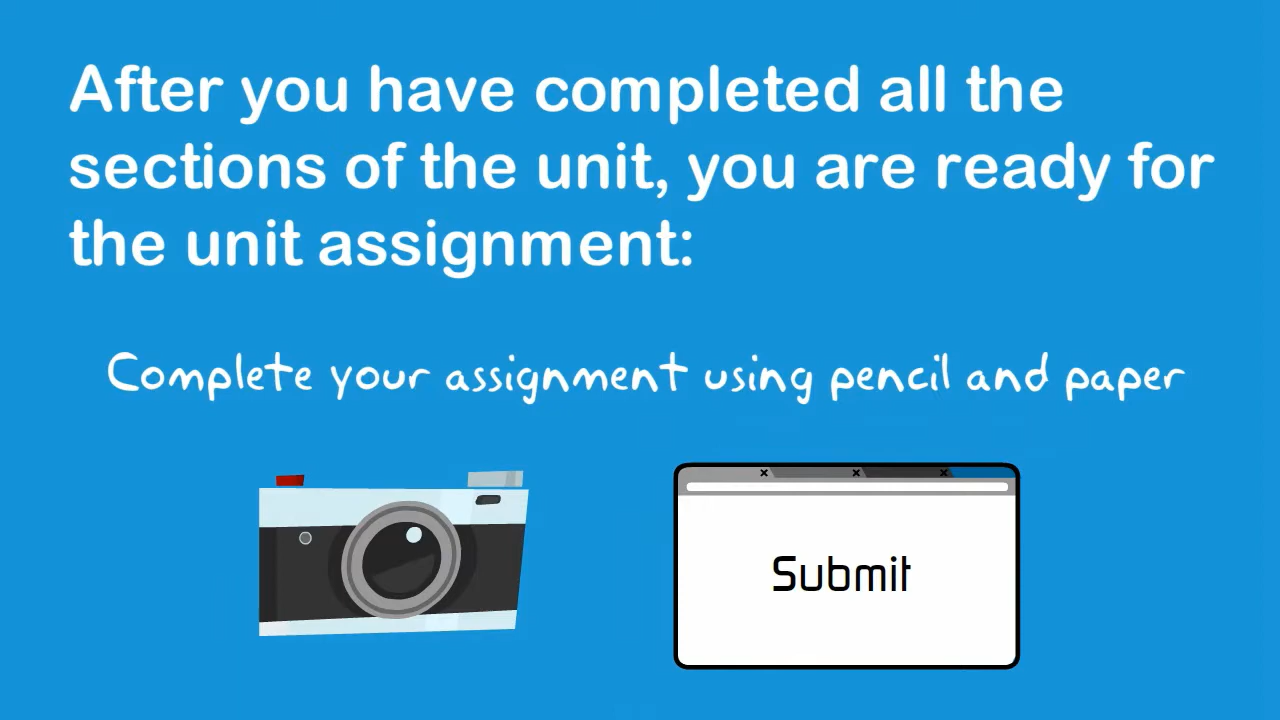 After you have completed all the
sections of the unit, you are ready for
the unit assignment:
Complete your assignment using pencil and paper
Submit